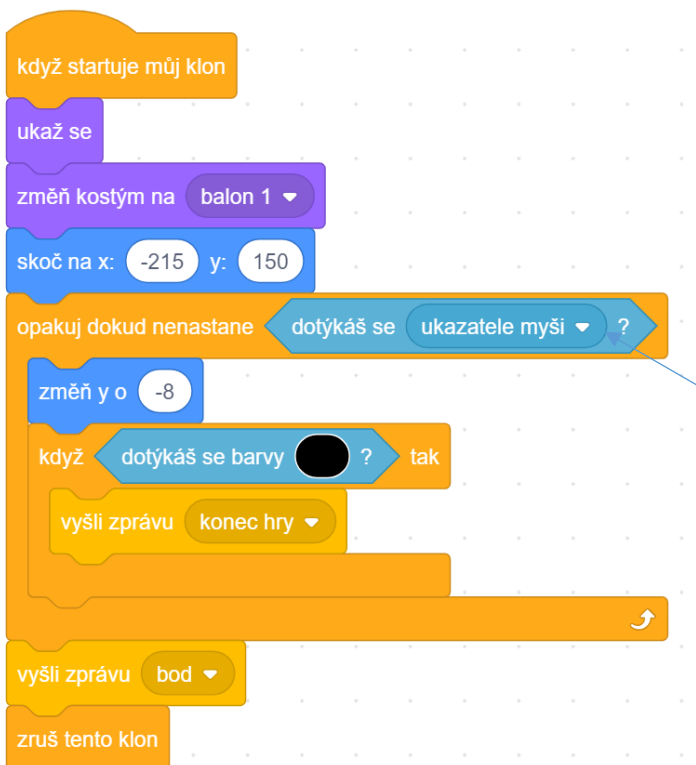 když startuje můj klon
ukaž se
změň kostým na balon 1
skoč na x: -215 y: 150
opakuj dokud nenastane dotýkáš se ukazatele myši ?
změň y o -8
když dotýkáš se barvy ? tak
vyšli zprávu konec hry
vyšli zprávu bod
zruš tento klon